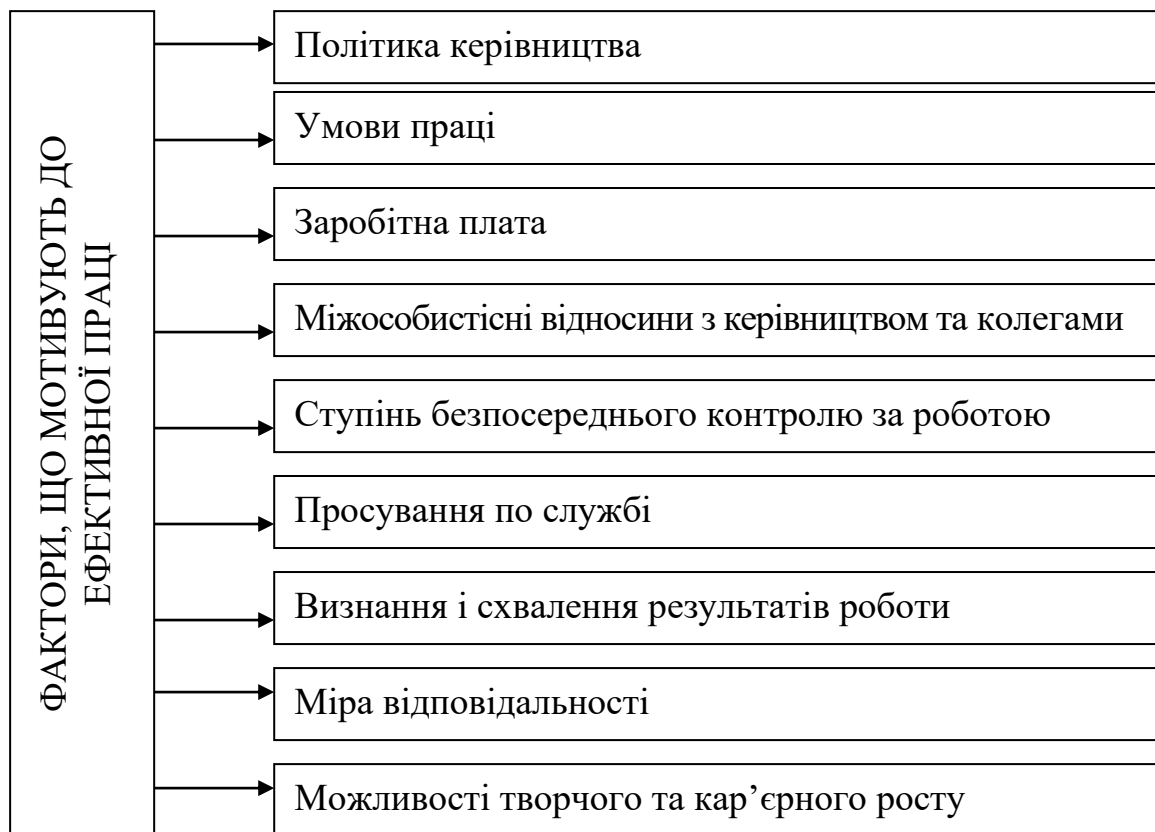 ФАКТОРИ, ЩО МОТИВУЮТЬ ДО
ЕФЕКТИВНОЇ ПРАЦІ
Політика керівництва
Умови праці
Заробітна плата
Міжособистісні відносини з керівництвом та колегами
Ступінь безпосереднього контролю за роботою
Просування по службі
Визнання і схвалення результатів роботи
Міра відповідальності
Можливості творчого та кар’єрного росту